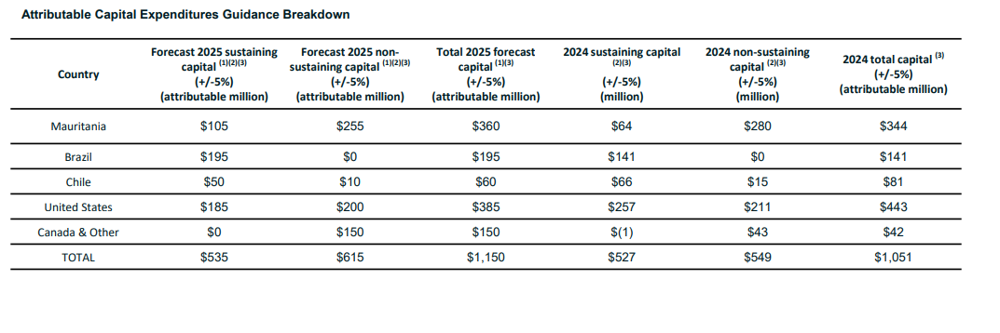 Attributable Capital Expenditures Guidance Breakdown
Country | Forecast 2025 sustaining capital (1)(2)(3) (+/-5%) (attributable million) | Forecast 2025 non-sustaining capital (1)(2)(3) (+/-5%) (attributable million) | Total 2025 forecast capital (1)(3) (+/-5%) (attributable million) | 2024 sustaining capital (2)(3) (+/-5%) (million) | 2024 non-sustaining capital (2)(3) (+/-5%) (million) | 2024 total capital (3) (+/-5%) (attributable million)
Mauritania | $105 | $255 | $360 | $64 | $280 | $344
Brazil | $195 | $0 | $195 | $141 | $0 | $141
Chile | $50 | $10 | $60 | $66 | $15 | $81
United States | $185 | $200 | $385 | $257 | $211 | $443
Canada & Other | $0 | $150 | $150 | $(1) | $43 | $42
TOTAL | $535 | $615 | $1,150 | $527 | $549 | $1,051